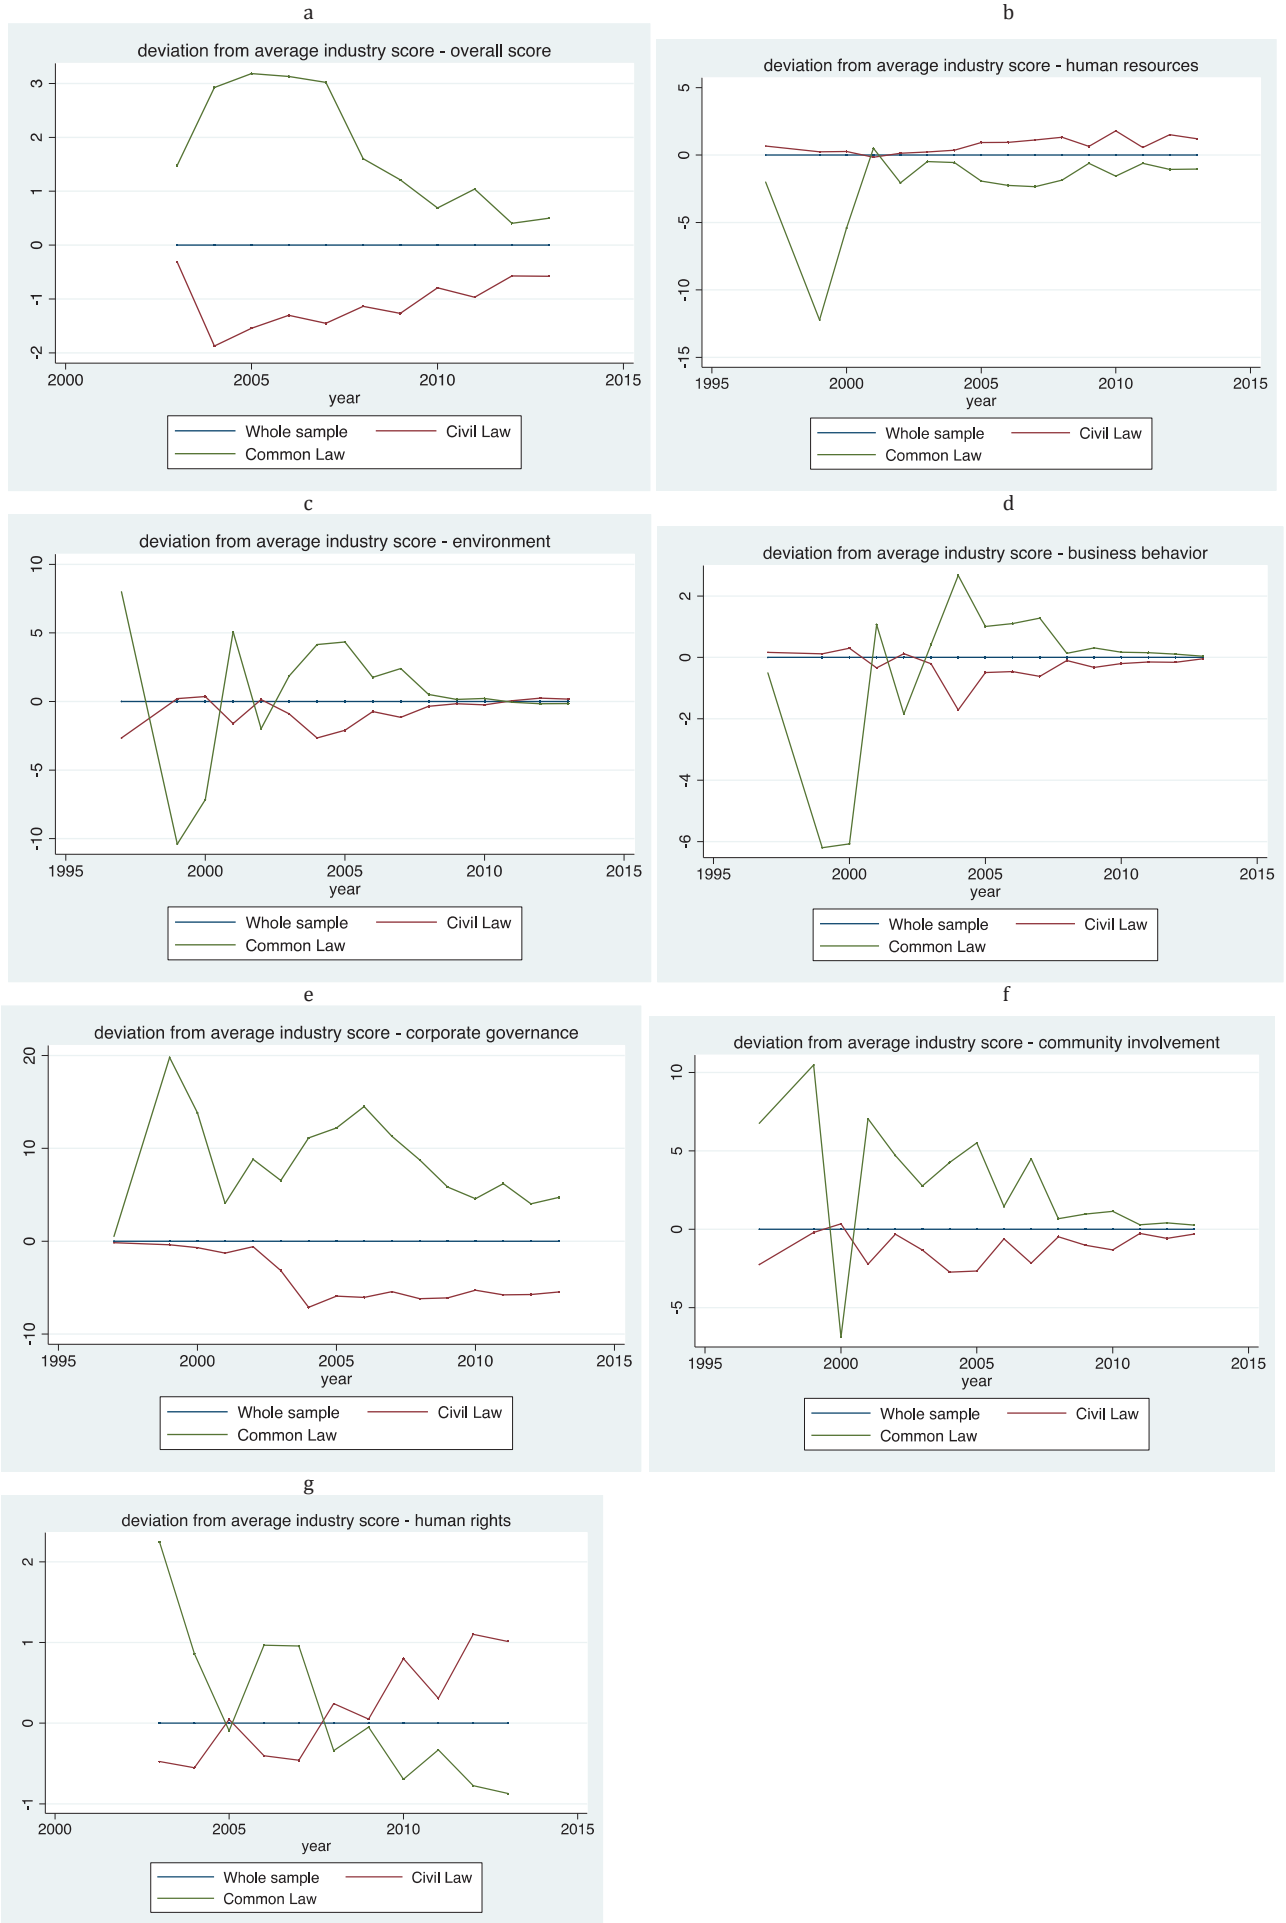 a
deviation from average industry score - overall score
3
2
1
0
-1
-2
2000 2005 2010 2015
year
Whole sample Civil Law
Common Law
b
deviation from average industry score - human resources
5
0
-5
-10
-15
1995 2000 2005 2010 2015
year
Whole sample Civil Law
Common Law
c
deviation from average industry score - environment
10
5
0
-5
-10
1995 2000 2005 2010 2015
year
Whole sample Civil Law
Common Law
d
deviation from average industry score - business behavior
2
0
-2
-4
-6
1995 2000 2005 2010 2015
year
Whole sample Civil Law
Common Law
e
deviation from average industry score - corporate governance
20
10
0
-10
1995 2000 2005 2010 2015
year
Whole sample Civil Law
Common Law
f
deviation from average industry score - community involvement
10
5
0
-5
1995 2000 2005 2010 2015
year
Whole sample Civil Law
Common Law
g
deviation from average industry score - human rights
2
1
0
-1
2000 2005 2010 2015
year
Whole sample Civil Law
Common Law